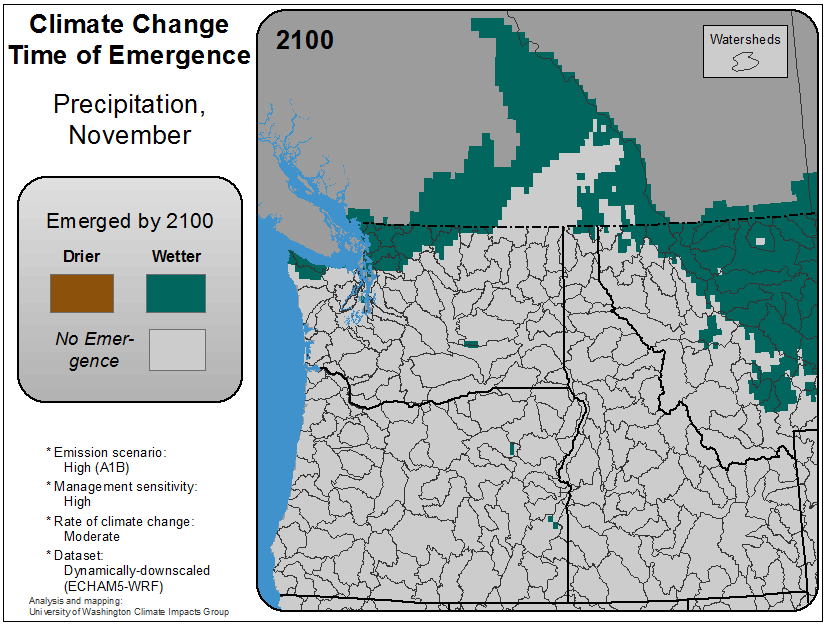 Climate Change
Time of Emergence
Precipitation,
November
Emerged by 2100
Drier
Wetter
No Emer-
gence
* Emission scenario:
High (A1B)
* Management sensitivity:
High
* Rate of climate change:
Moderate
* Dataset:
Dynamically-downscaled
(ECHAM5-WRF)
Analysis and mapping:
University of Washington Climate Impacts Group
2100
Watersheds